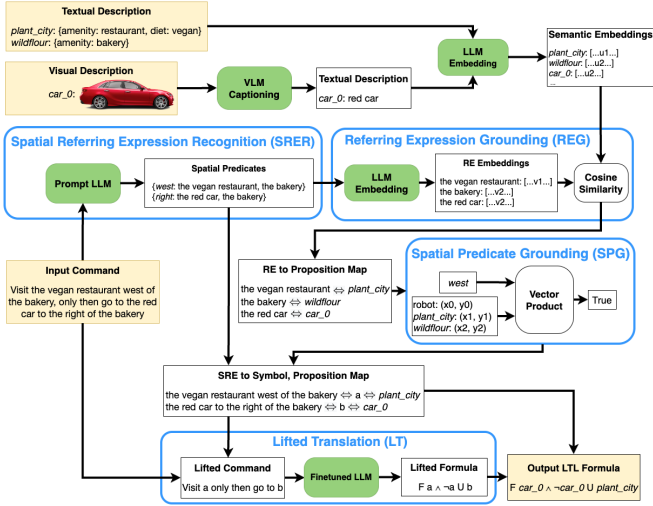 Textual Description
plant_city: {amenity: restaurant, diet: vegan}
wildflour: {amenity: bakery}
Visual Description
car_0:
VLM
Captioning
Textual Description
car_0: red car
LLM
Embedding
Semantic Embeddings
plant_city: [...u1...]
wildflour: [...u2...]
car_0: [...u2...]
...
Spatial Referring Expression Recognition (SRER)
Prompt LLM
Spatial Predicates
{west: the vegan restaurant, the bakery}
{right: the red car, the bakery}
Referring Expression Grounding (REG)
LLM
Embedding
RE Embeddings
the vegan restaurant: [...v1...]
the bakery: [...v2...]
the red car: [...v2...]
Cosine
Similarity
Input Command
Visit the vegan restaurant west of
the bakery, only then go to the red
car to the right of the bakery
RE to Proposition Map
the vegan restaurant ⇔ plant_city
the bakery ⇔ wildflour
the red car ⇔ car_0
Spatial Predicate Grounding (SPG)
west
robot: (x0, y0)
plant_city: (x1, y1)
wildflour: (x2, y2)
Vector
Product
True
SRE to Symbol, Proposition Map
the vegan restaurant west of the bakery ⇔ a ⇔ plant_city
the red car to the right of the bakery ⇔ b ⇔ car_0
Lifted Translation (LT)
Lifted Command
Visit a only then go to b
Finetuned LLM
Lifted Formula
F a ∧ ¬a U b
Output LTL Formula
F car_0 ∧ ¬car_0 U plant_city